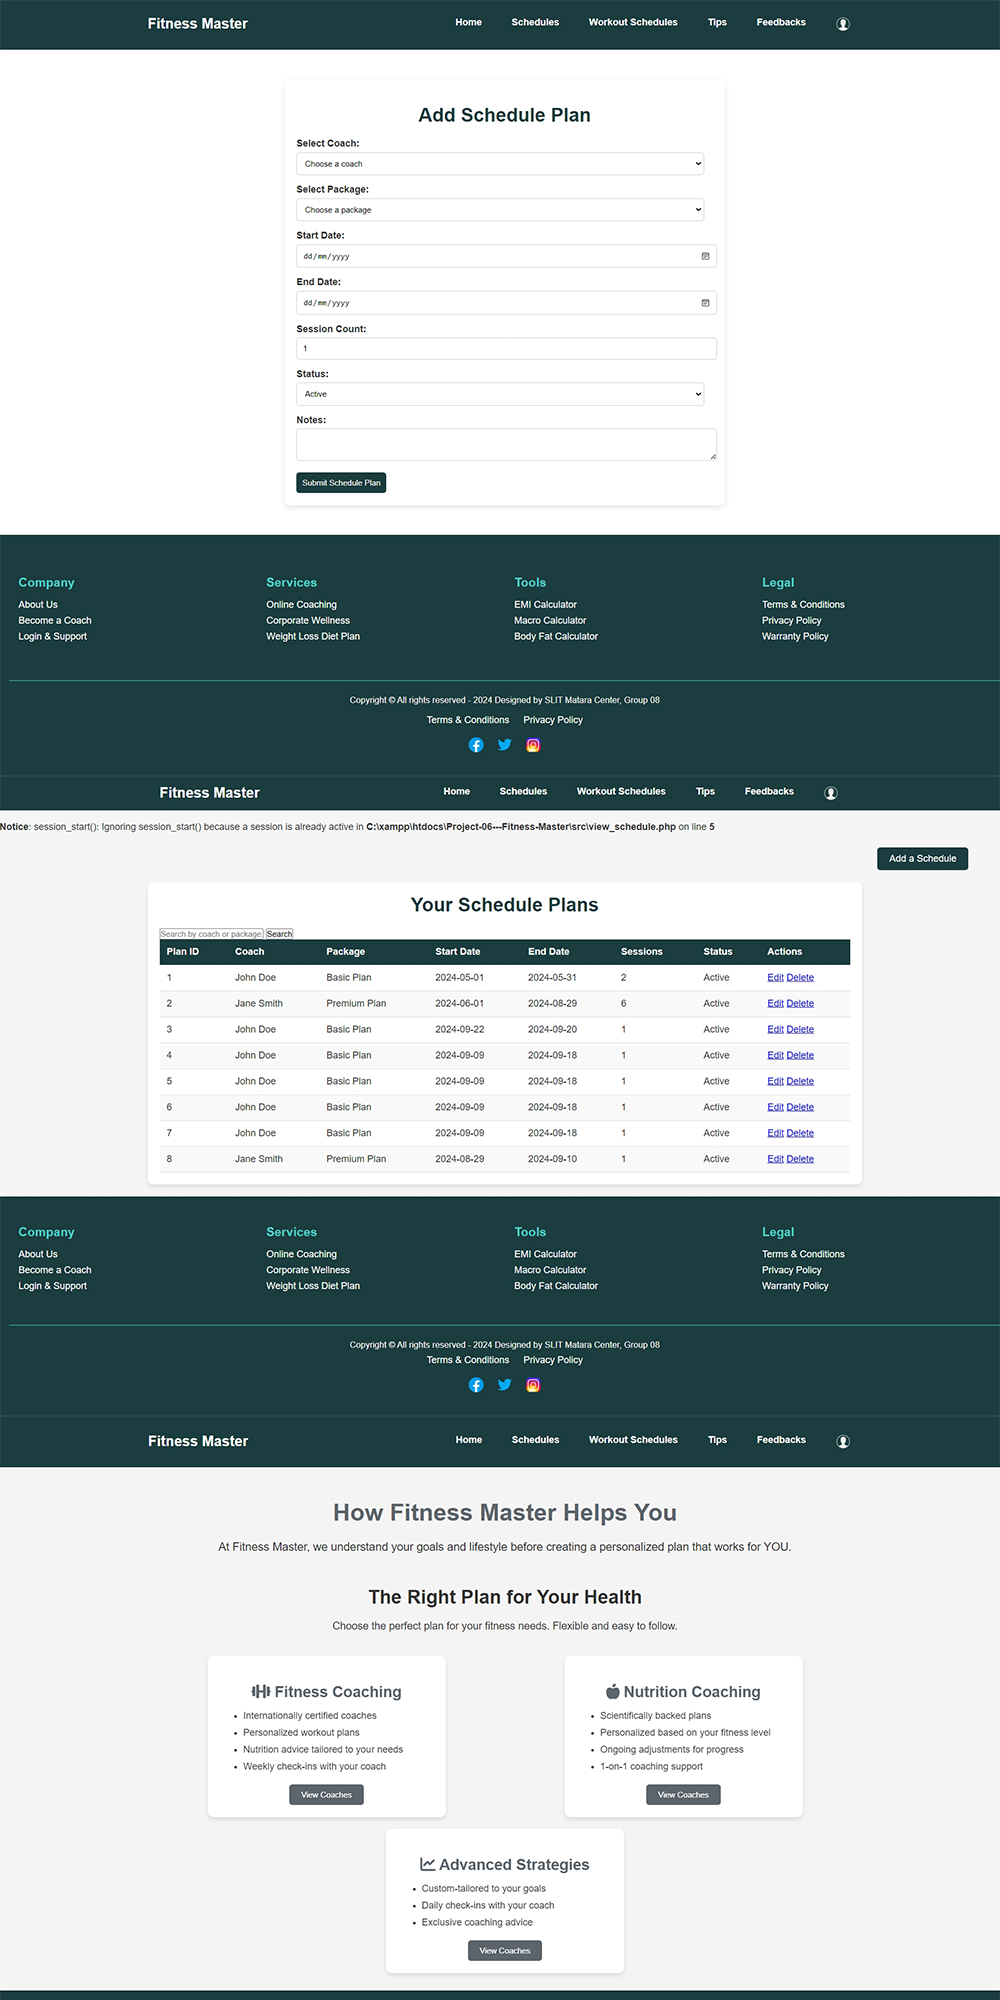 Fitness Master Home Schedules Workout Schedules Tips Feedbacks
Add Schedule Plan
Select Coach:
Choose a coach
Select Package:
Choose a package
Start Date:
dd/mm/yyyy
End Date:
dd/mm/yyyy
Session Count:
1
Status:
Active
Notes:
Submit Schedule Plan
Company Services Tools Legal
About Us Online Coaching EMI Calculator Terms & Conditions
Become a Coach Corporate Wellness Macro Calculator Privacy Policy
Login & Support Weight Loss Diet Plan Body Fat Calculator Warranty Policy
Copyright © All rights reserved - 2024 Designed by SLIT Matara Center, Group 08
Terms & Conditions Privacy Policy
Fitness Master Home Schedules Workout Schedules Tips Feedbacks
Notice: session_start(): Ignoring session_start() because a session is already active in C:\xampp\htdocs\Project-06---Fitness-Master\src\view_schedule.php on line 5
Add a Schedule
Your Schedule Plans
Search by coach or package Search
Plan ID Coach Package Start Date End Date Sessions Status Actions
1 John Doe Basic Plan 2024-05-01 2024-05-31 2 Active Edit Delete
2 Jane Smith Premium Plan 2024-06-01 2024-08-29 6 Active Edit Delete
3 John Doe Basic Plan 2024-09-22 2024-09-20 1 Active Edit Delete
4 John Doe Basic Plan 2024-09-09 2024-09-18 1 Active Edit Delete
5 John Doe Basic Plan 2024-09-09 2024-09-18 1 Active Edit Delete
6 John Doe Basic Plan 2024-09-09 2024-09-18 1 Active Edit Delete
7 John Doe Basic Plan 2024-09-09 2024-09-18 1 Active Edit Delete
8 Jane Smith Premium Plan 2024-08-29 2024-09-10 1 Active Edit Delete
Company Services Tools Legal
About Us Online Coaching EMI Calculator Terms & Conditions
Become a Coach Corporate Wellness Macro Calculator Privacy Policy
Login & Support Weight Loss Diet Plan Body Fat Calculator Warranty Policy
Copyright © All rights reserved - 2024 Designed by SLIT Matara Center, Group 08
Terms & Conditions Privacy Policy
Fitness Master Home Schedules Workout Schedules Tips Feedbacks
How Fitness Master Helps You
At Fitness Master, we understand your goals and lifestyle before creating a personalized plan that works for YOU.
The Right Plan for Your Health
Choose the perfect plan for your fitness needs. Flexible and easy to follow.
Fitness Coaching
• Internationally certified coaches
• Personalized workout plans
• Nutrition advice tailored to your needs
• Weekly check-ins with your coach
View Coaches
Nutrition Coaching
• Scientifically backed plans
• Personalized based on your fitness level
• Ongoing adjustments for progress
• 1-on-1 coaching support
View Coaches
Advanced Strategies
• Custom-tailored to your goals
• Daily check-ins with your coach
• Exclusive coaching advice
View Coaches